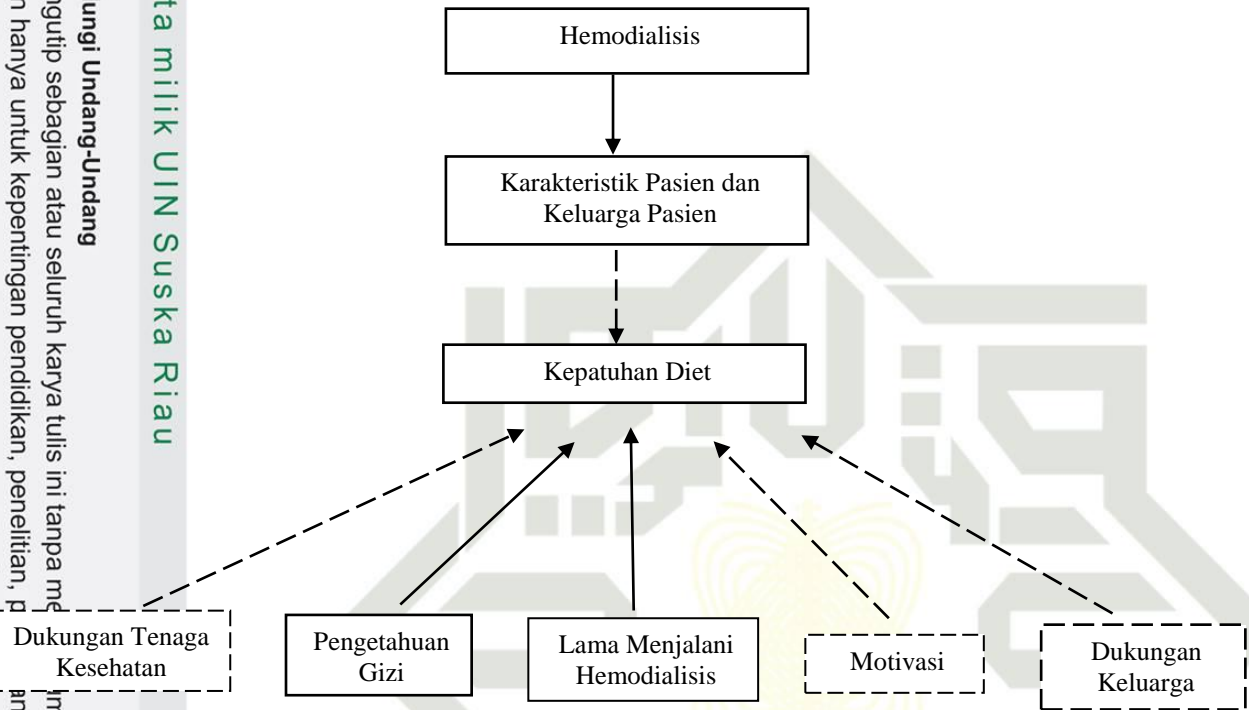 Hemodialisis
Karakteristik Pasien dan
Keluarga Pasien
Kepatuhan Diet
Dukungan Tenaga
Kesehatan
Pengetahuan
Gizi
Lama Menjalani
Hemodialisis
Motivasi
Dukungan
Keluarga
ta milik UIN Suska Riau
ungi Undang-Undang
ngutip sebagian atau seluruh karya tulis ini tanpa
hanya untuk kepentingan pendidikan, penelitian,